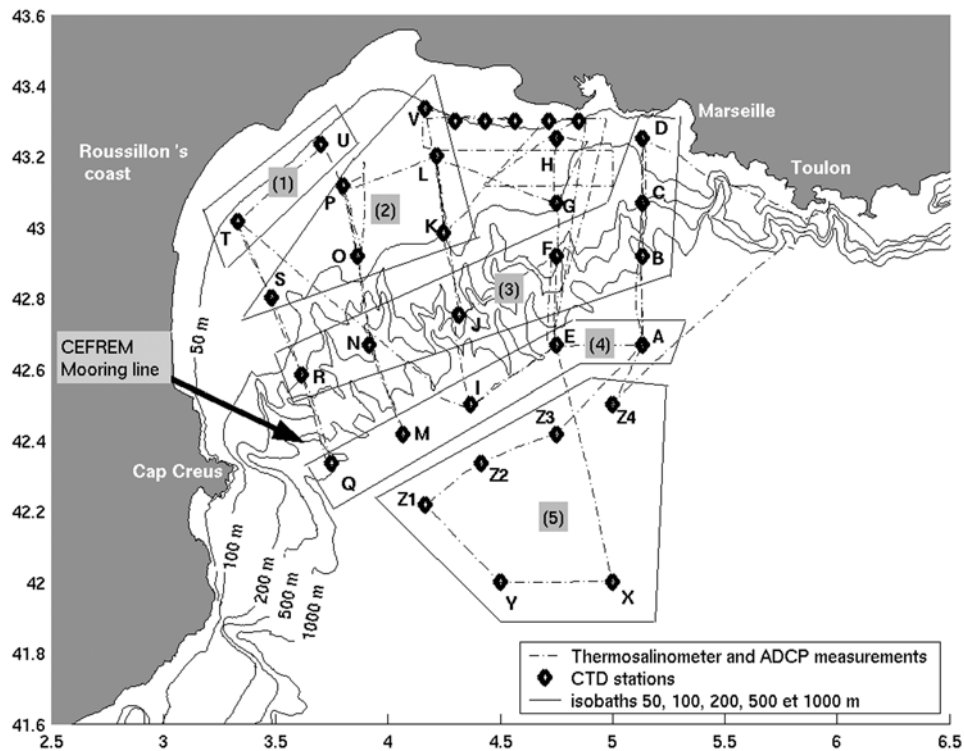 43.6
43.4
43.2
43
42.8
42.6
42.4
42.2
42
41.8
41.6
2.5
3
3.5
4
4.5
5
5.5
6
6.5
Roussillon 's
coast
Marseille
Toulon
Cap Creus
CEFREM
Mooring line
50 m
100 m
200 m
500 m
1000 m
(1)
(2)
(3)
(4)
(5)
V
U
D
H
L
P
C
G
T
K
O
F
B
S
J
N
E
A
R
I
Z4
Z3
M
Z2
Q
Z1
Y
X
Thermosalinometer and ADCP measurements
CTD stations
isobaths 50, 100, 200, 500 et 1000 m